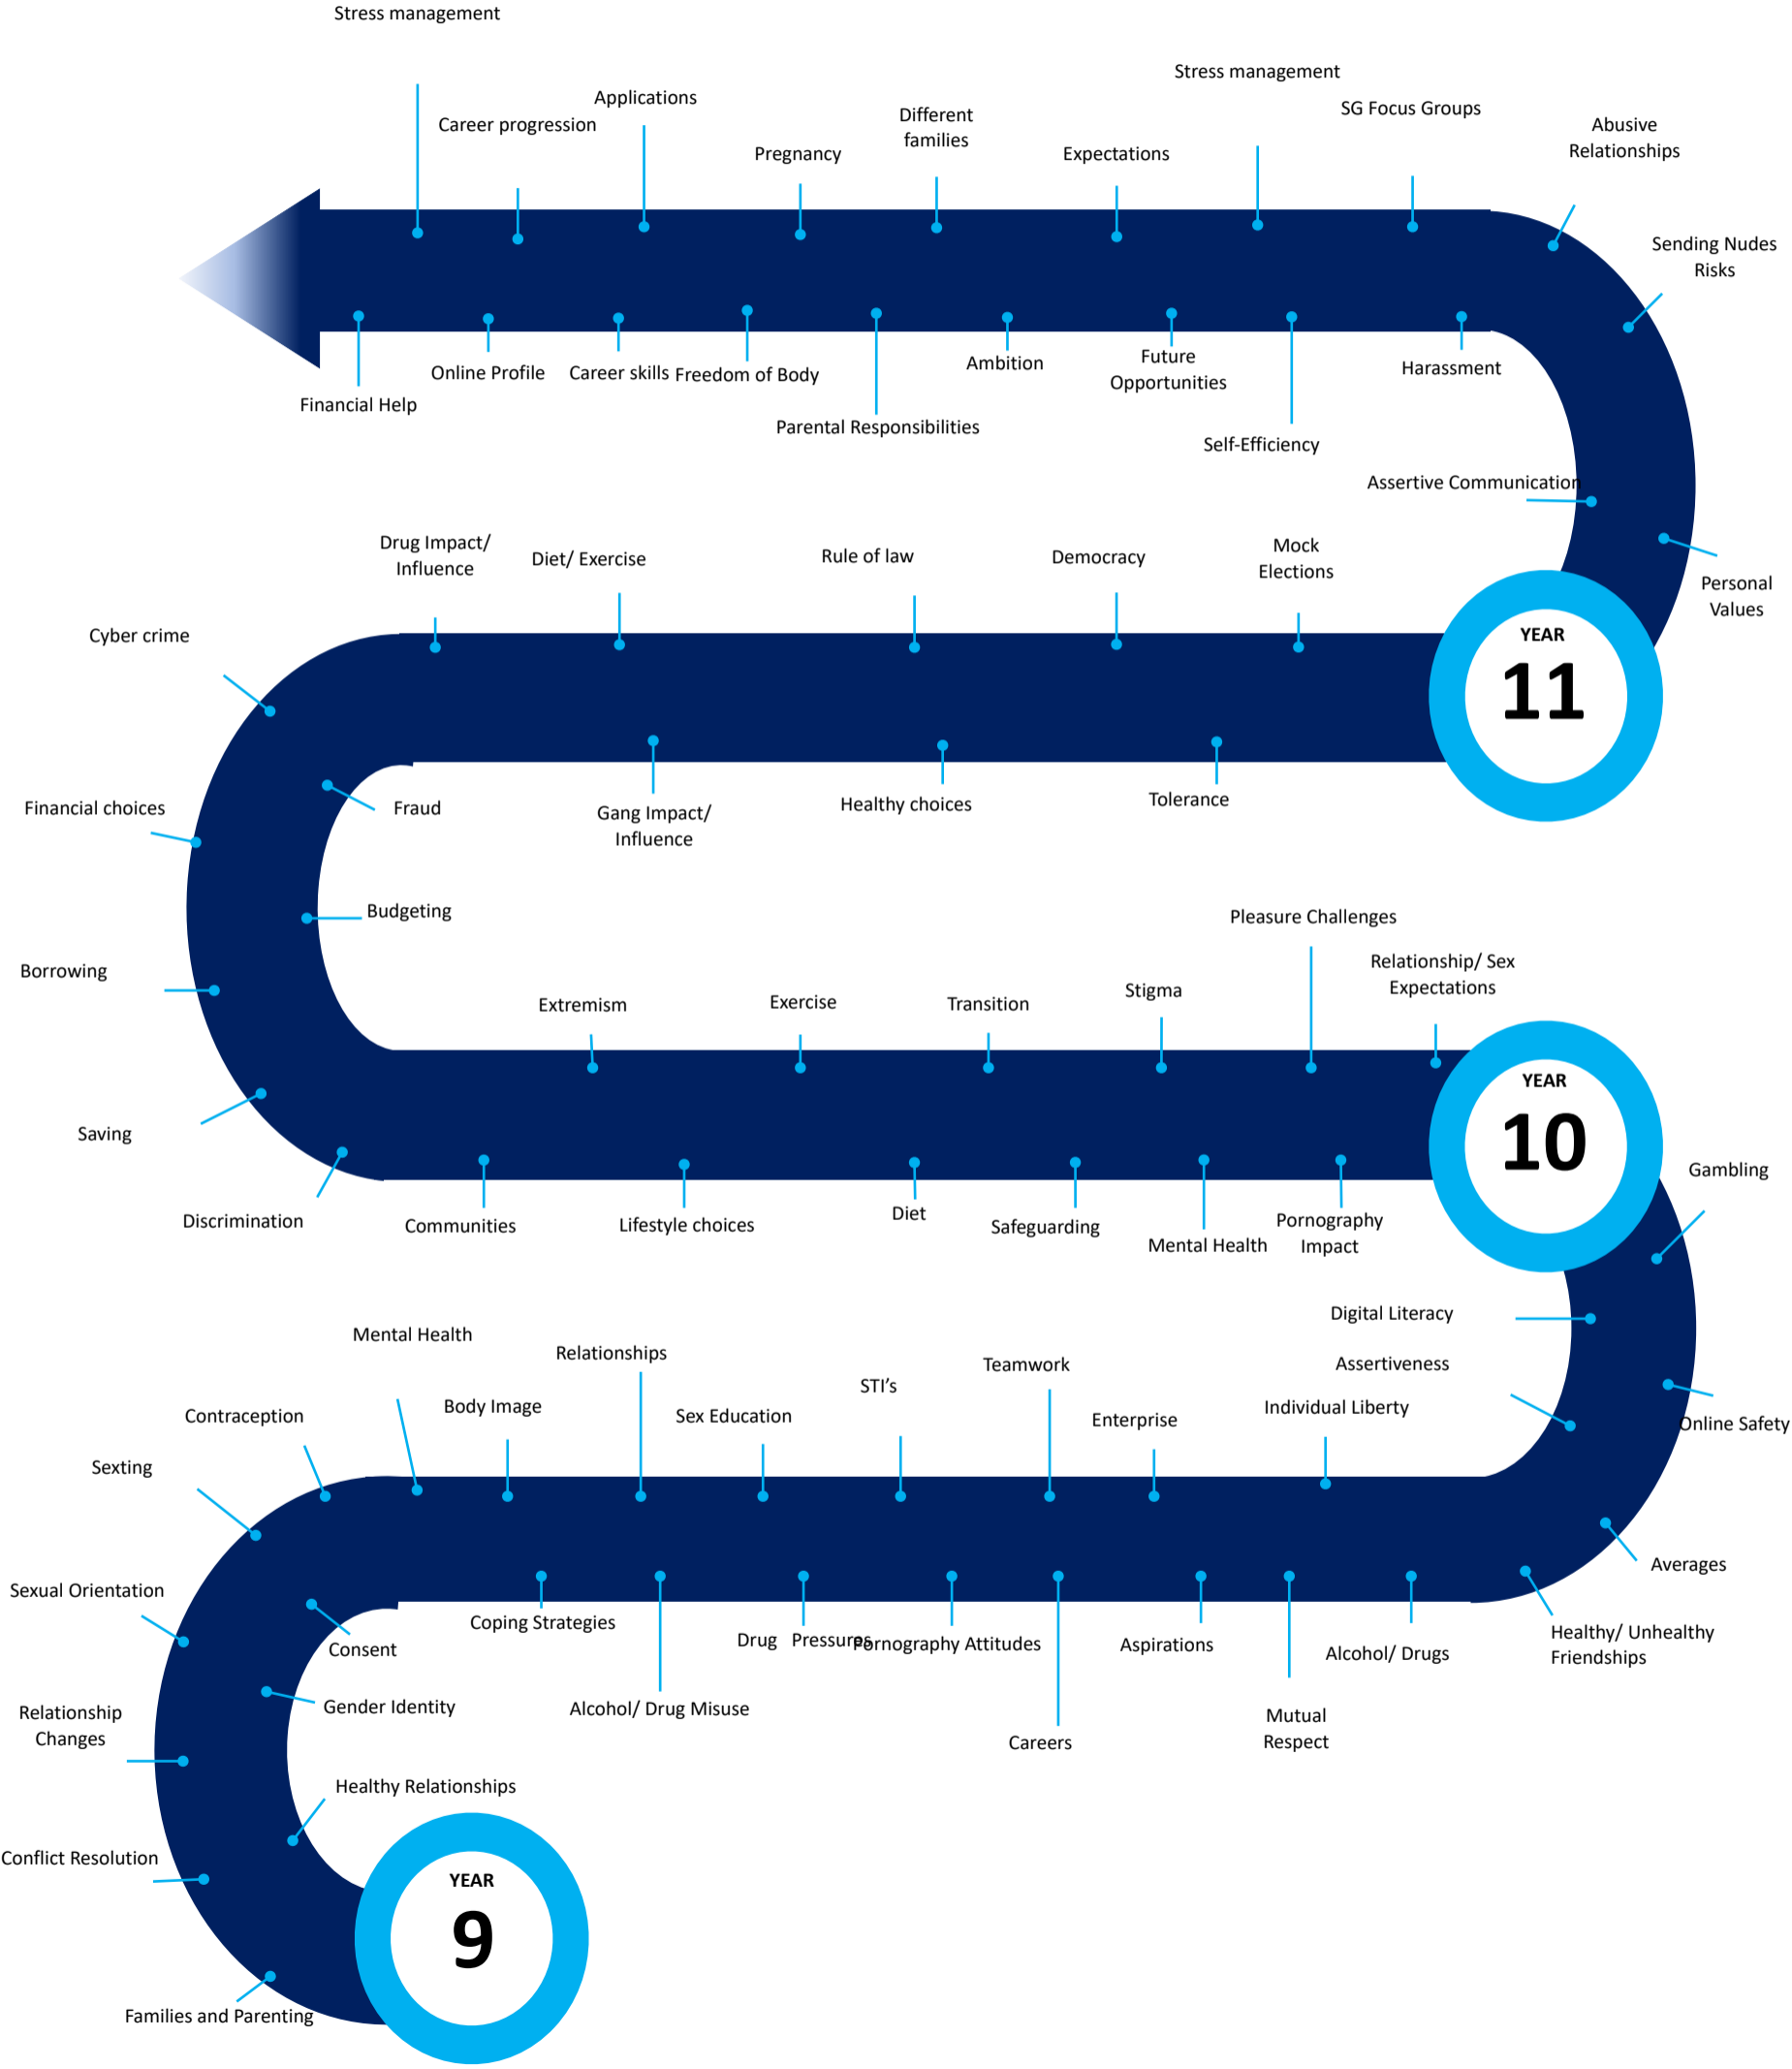 Stress management
Stress management
Applications
SG Focus Groups
Different
families
Career progression
Abusive
Relationships
Pregnancy
Expectations
Sending Nudes
Risks
Future
Opportunities
Ambition
Harassment
Online Profile
Career skills
Freedom of Body
Financial Help
Parental Responsibilities
Self-Efficiency
Assertive Communication
Drug Impact/
Influence
Diet/ Exercise
Rule of law
Democracy
Mock
Elections
Personal
Values
Cyber crime
YEAR
11
Financial choices
Fraud
Gang Impact/
Influence
Healthy choices
Tolerance
Budgeting
Pleasure Challenges
Borrowing
Relationship/ Sex
Expectations
Extremism
Exercise
Transition
Stigma
YEAR
10
Saving
Gambling
Discrimination
Communities
Lifestyle choices
Diet
Safeguarding
Mental Health
Pornography
Impact
Digital Literacy
Mental Health
Relationships
Teamwork
Assertiveness
STI's
Contraception
Body Image
Sex Education
Enterprise
Individual Liberty
Online Safety
Sexting
Averages
Sexual Orientation
Consent
Coping Strategies
Drug Pressures
Pornography Attitudes
Aspirations
Alcohol/ Drugs
Healthy/ Unhealthy
Friendships
Relationship
Changes
Gender Identity
Alcohol/ Drug Misuse
Careers
Mutual
Respect
Healthy Relationships
Conflict Resolution
YEAR
9
Families and Parenting